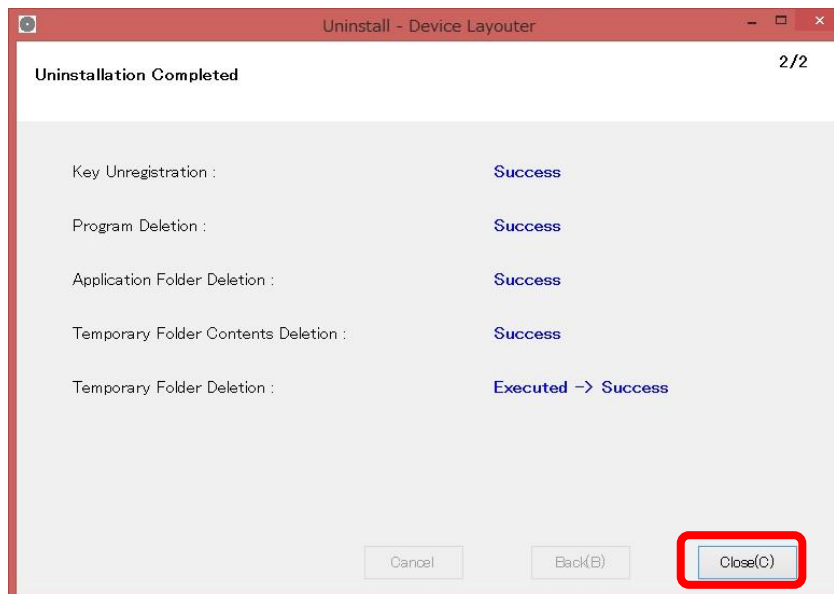 Uninstall - Device Layouter
2/2
Uninstallation Completed
Key Unregistration : Success
Program Deletion : Success
Application Folder Deletion : Success
Temporary Folder Contents Deletion : Success
Temporary Folder Deletion : Executed -> Success
Cancel Back(B) Close(C)